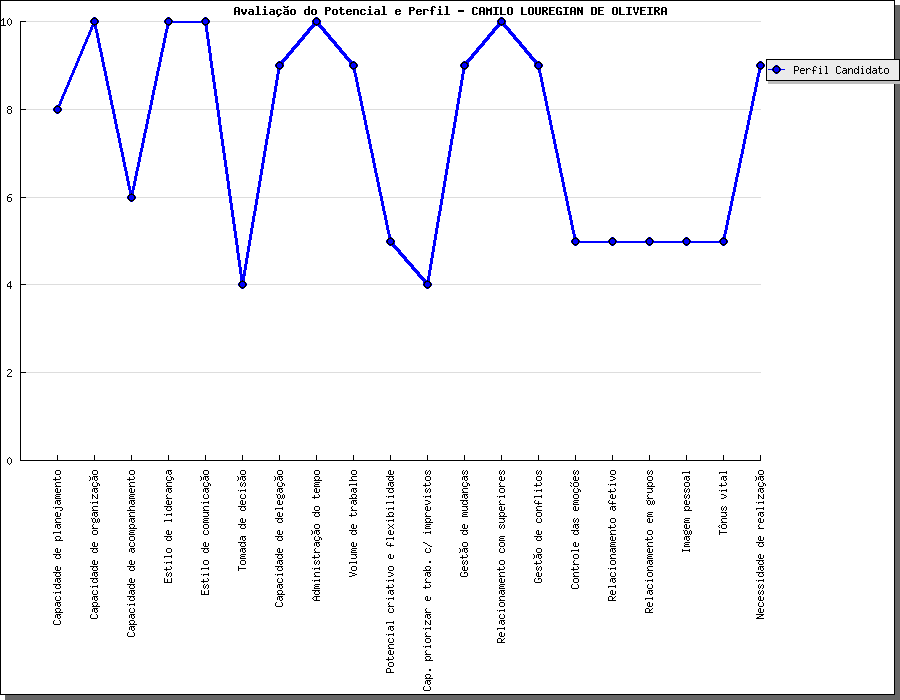 Avaliação do Potencial e Perfil - CAMILO LOUREGIAN DE OLIVEIRA
10
8
6
4
2
0
Perfil Candidato
Capacidade de planejamento
Capacidade de organização
Capacidade de acompanhamento
Estilo de liderança
Estilo de comunicação
Tomada de decisão
Capacidade de delegação
Administração do tempo
Volume de trabalho
Potencial criativo e flexibilidade
Cap. priorizar e trab. c/ imprevistos
Gestão de mudanças
Relacionamento com superiores
Gestão de conflitos
Controle das emoções
Relacionamento afetivo
Relacionamento em grupos
Imagem pessoal
Tônus vital
Necessidade de realização